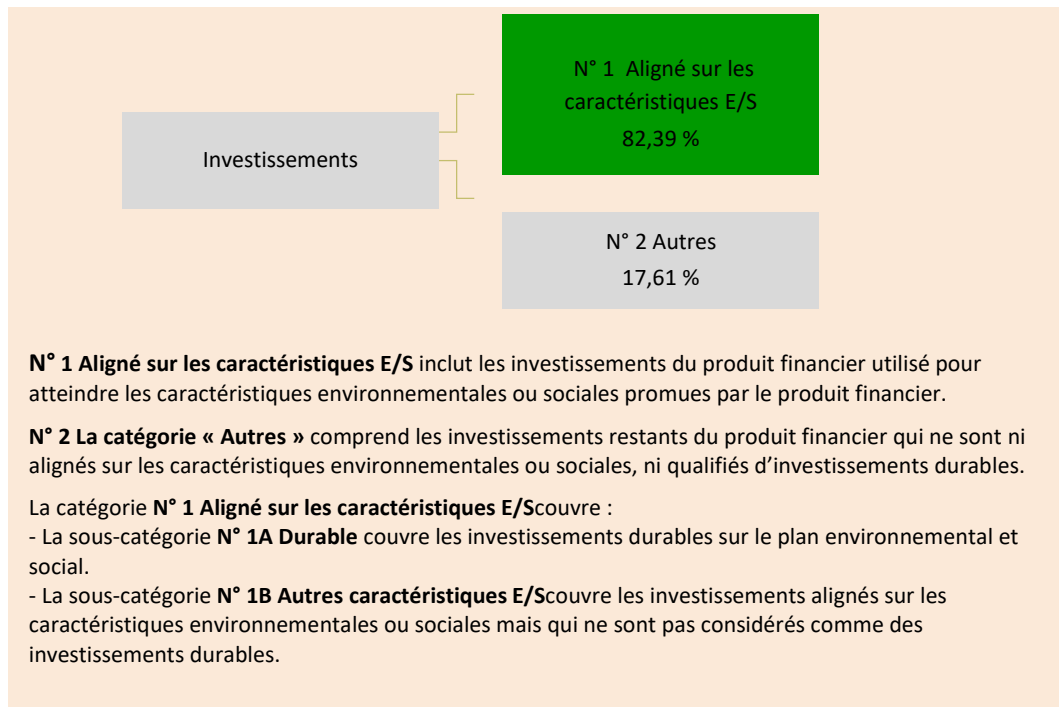 N° 1 Aligné sur les
caractéristiques E/S
82,39 %
Investissements
N° 2 Autres
17,61 %
N° 1 Aligné sur les caractéristiques E/S inclut les investissements du produit financier utilisé pour
atteindre les caractéristiques environnementales ou sociales promues par le produit financier.
N° 2 La catégorie « Autres » comprend les investissements restants du produit financier qui ne sont ni
alignés sur les caractéristiques environnementales ou sociales, ni qualifiés d’investissements durables.
La catégorie N° 1 Aligné sur les caractéristiques E/Scouvre :
- La sous-catégorie N° 1A Durable couvre les investissements durables sur le plan environnemental et
social.
- La sous-catégorie N° 1B Autres caractéristiques E/Scouvre les investissements alignés sur les
caractéristiques environnementales ou sociales mais qui ne sont pas considérés comme des
investissements durables.